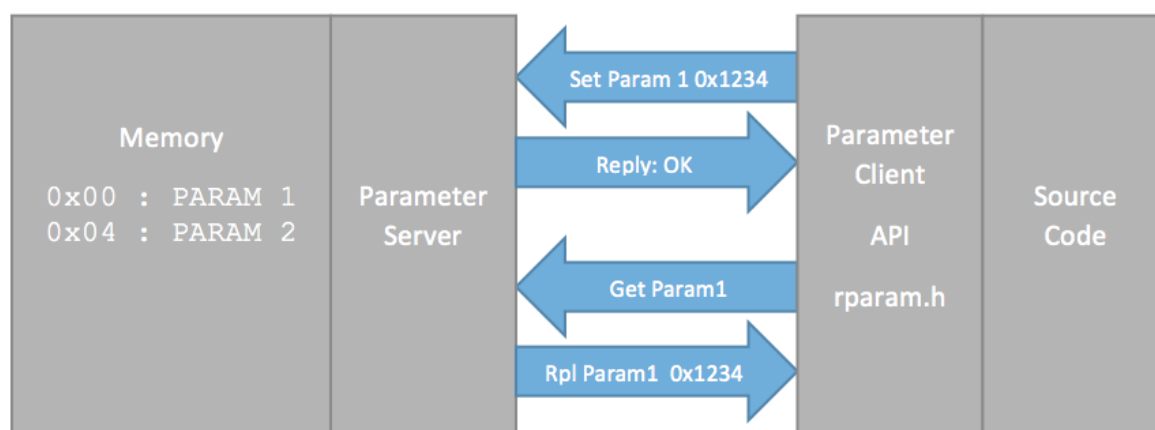 Memory
0x00 : PARAM 1
0x04 : PARAM 2
Parameter
Server
Set Param 1 0x1234
Reply: OK
Get Param1
Rpl Param1 0x1234
Parameter
Client
API
rparam.h
Source
Code